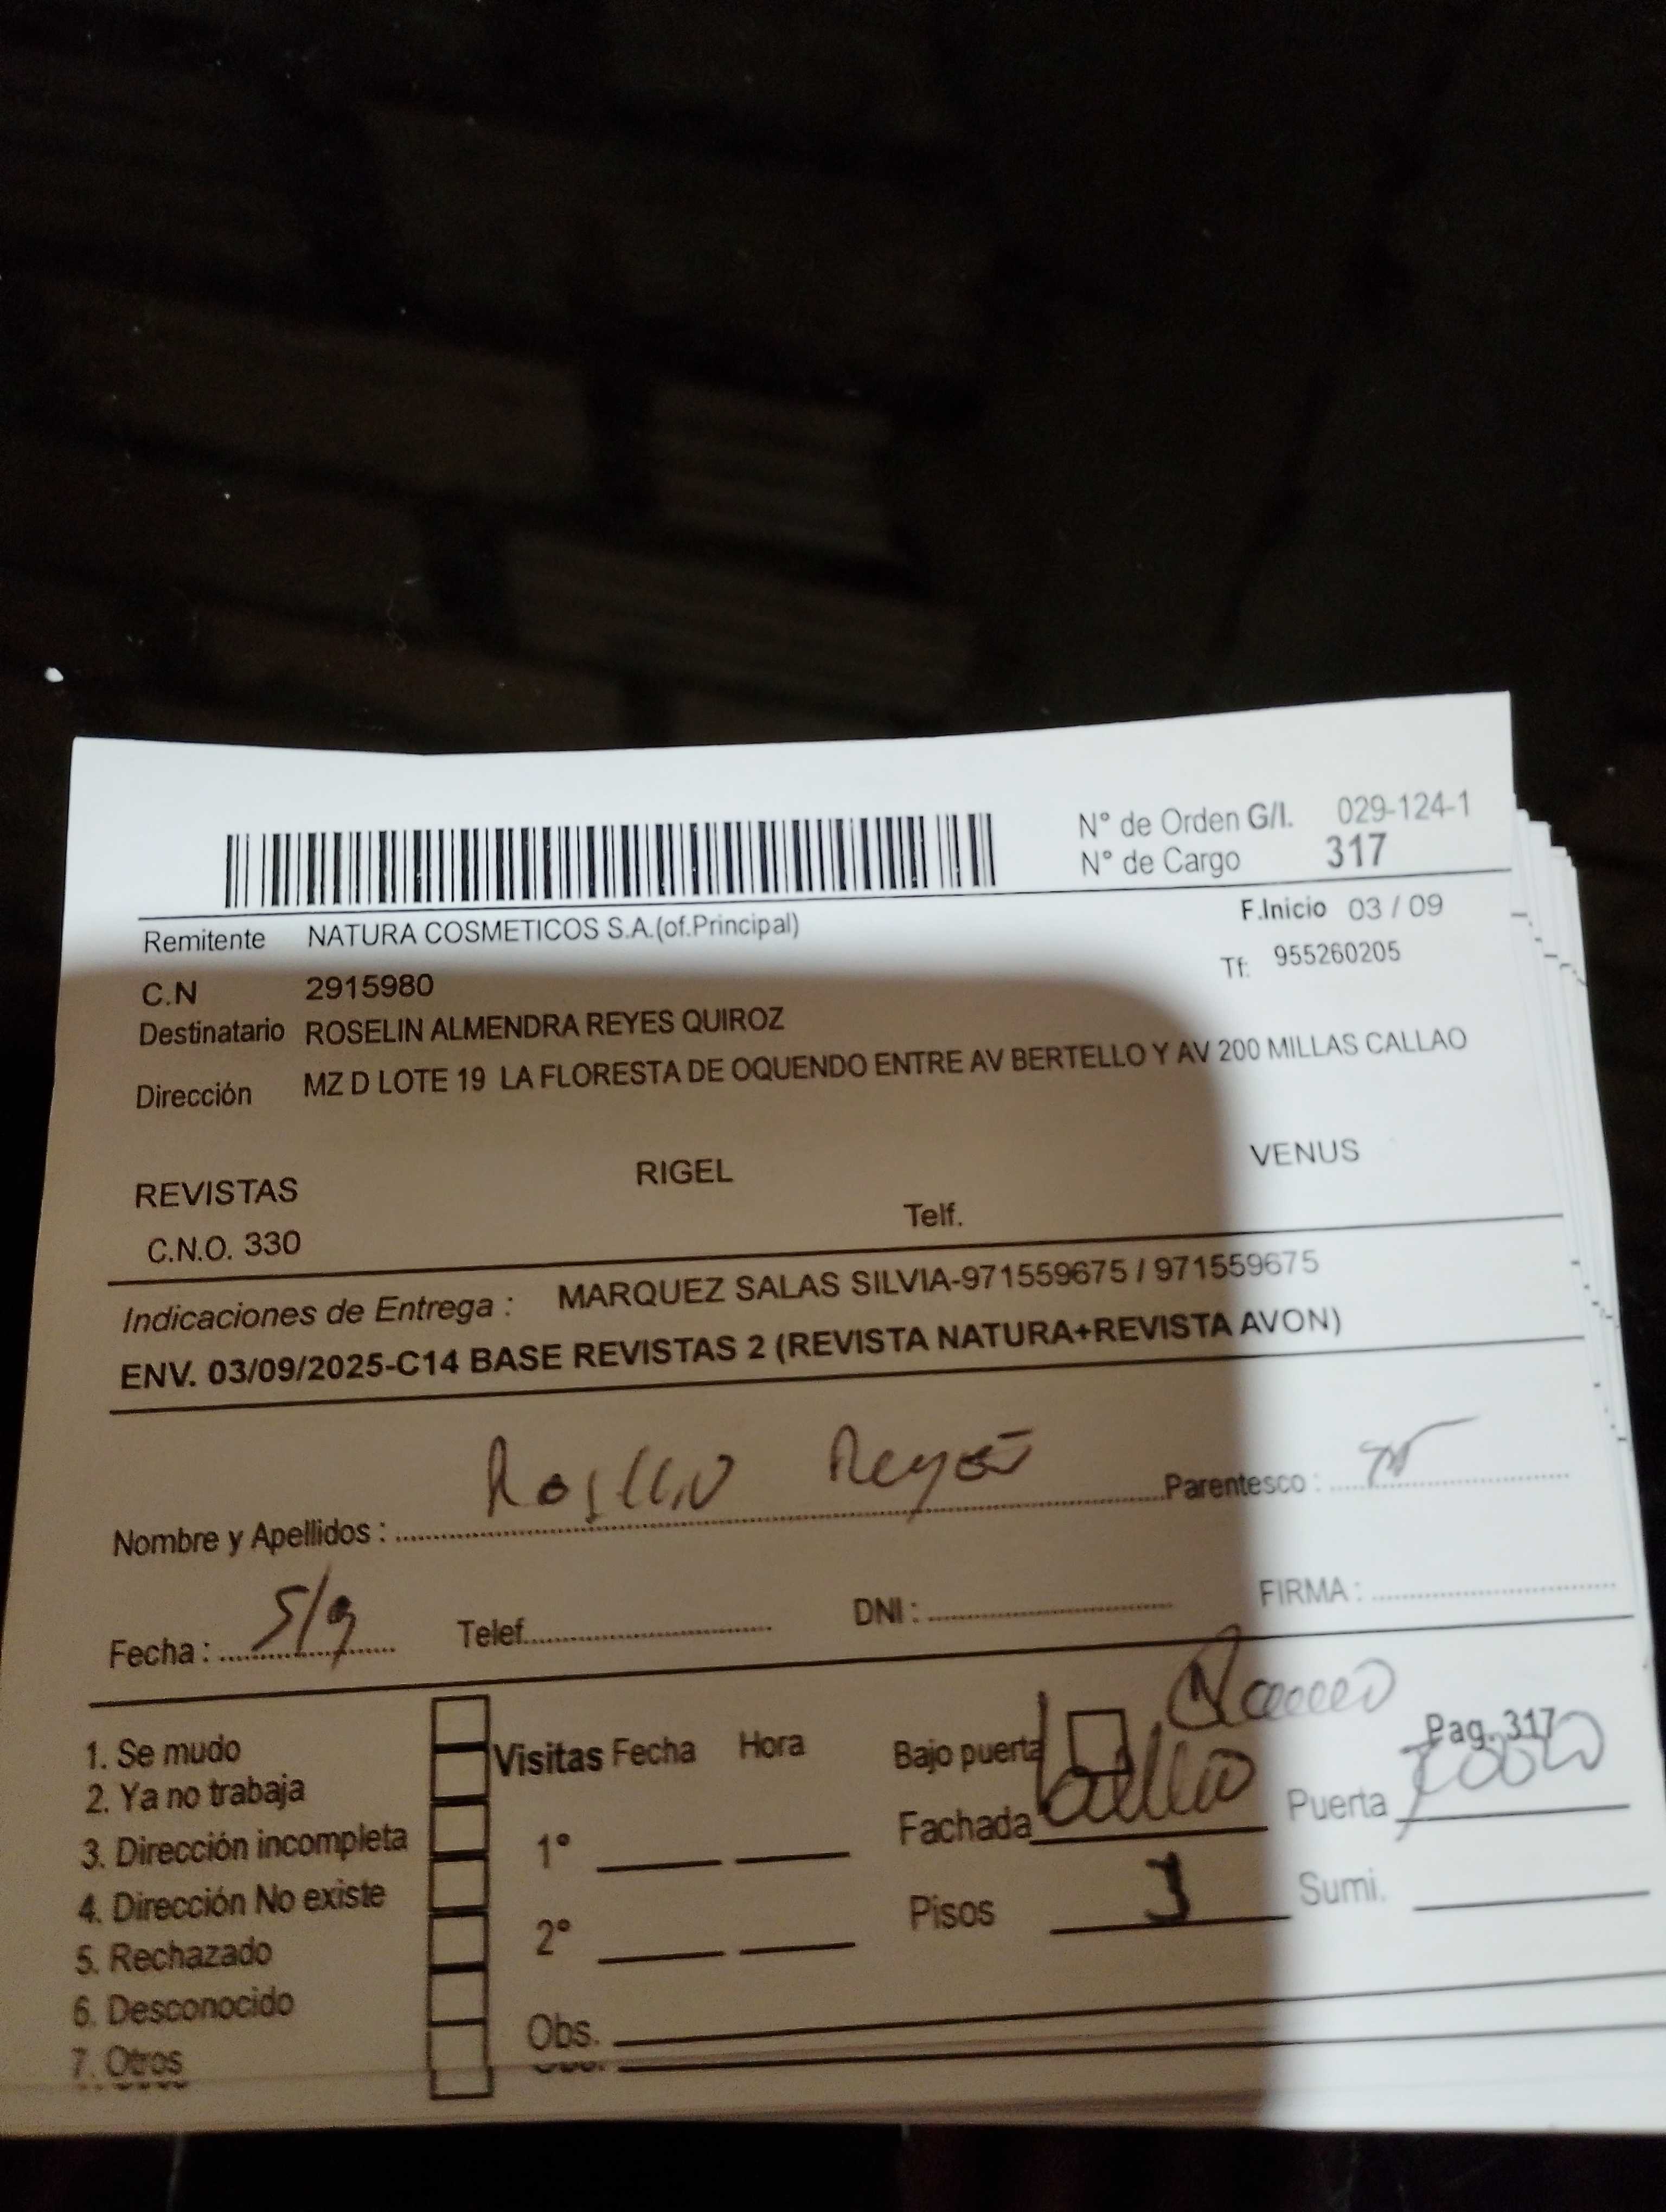 N° de Orden G/I. 029-124-1
N° de Cargo 317
Remitente NATURA COSMETICOS S.A.(of.Principal)
F.Inicio 03 / 09
C.N 2915980
Tf: 955260205
Destinatario ROSELIN ALMENDRA REYES QUIROZ
Dirección MZ D LOTE 19 LA FLORESTA DE OQUENDO ENTRE AV BERTELLO Y AV 200 MILLAS CALLAO
REVISTAS RIGEL VENUS
C.N.O. 330 Telf.
Indicaciones de Entrega : MARQUEZ SALAS SILVIA-971559675 / 971559675
ENV. 03/09/2025-C14 BASE REVISTAS 2 (REVISTA NATURA+REVISTA AVON)
Nombre y Apellidos : Reyes Parentesco :
Fecha : 5/9 Telef. DNI : FIRMA :
1. Se mudo
2. Ya no trabaja
3. Dirección incompleta
4. Dirección No existe
5. Rechazado
6. Desconocido
7. Otros
Visitas Fecha Hora
1°
2°
Obs.
Obs.
Bajo puerta
Pag. 317
Fachada Puerta
Pisos 3 Sumi.